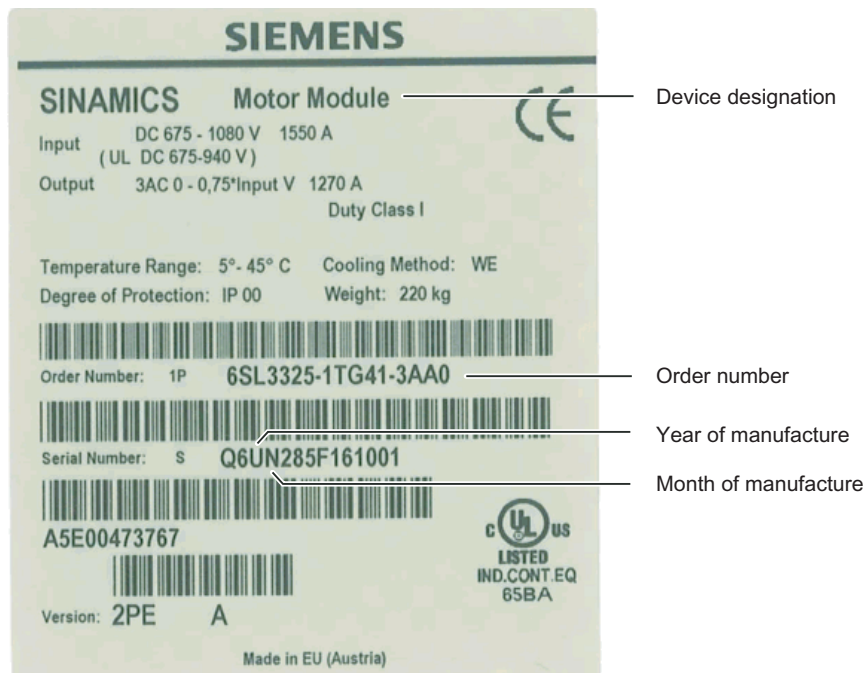 SIEMENS
SINAMICS Motor Module
Device designation
CE
Input DC 675 - 1080 V 1550 A
( UL DC 675-940 V )
Output 3AC 0 - 0,75*Input V 1270 A
Duty Class I
Temperature Range: 5°- 45° C Cooling Method: WE
Degree of Protection: IP 00 Weight: 220 kg
Order Number: 1P 6SL3325-1TG41-3AA0
Order number
Year of manufacture
Serial Number: S Q6UN285F161001
Month of manufacture
A5E00473767
C UL US
LISTED
IND.CONT.EQ
65BA
Version: 2PE A
Made in EU (Austria)